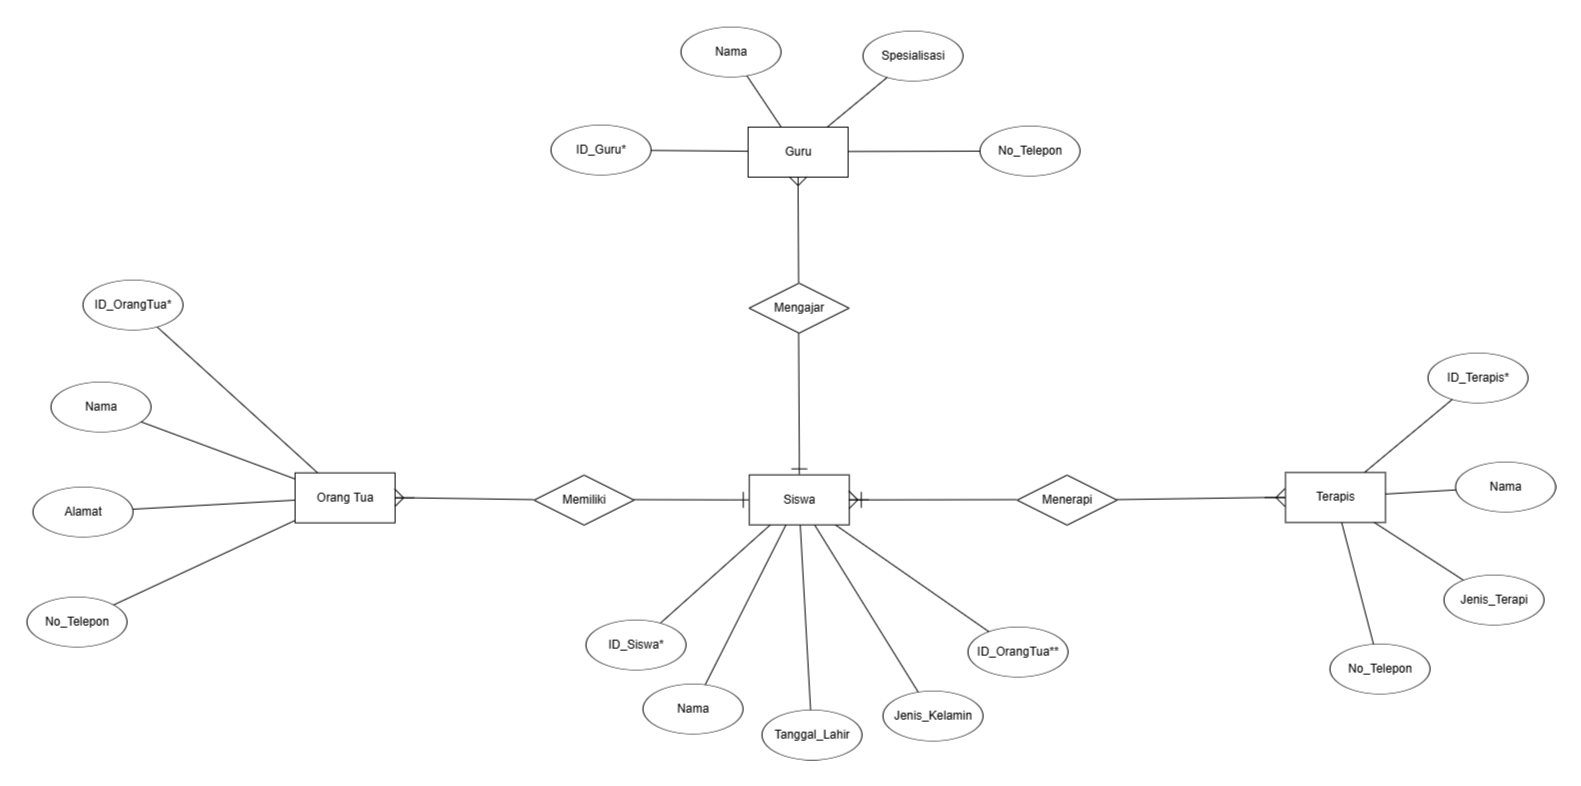 Nama
Spesialisasi
ID_Guru*
Guru
No_Telepon
Mengajar
ID_OrangTua*
Nama
Alamat
No_Telepon
Orang Tua
Memiliki
Siswa
Menerapi
Terapis
ID_Terapis*
Nama
Jenis_Terapi
No_Telepon
ID_Siswa*
Nama
Tanggal_Lahir
Jenis_Kelamin
ID_OrangTua**